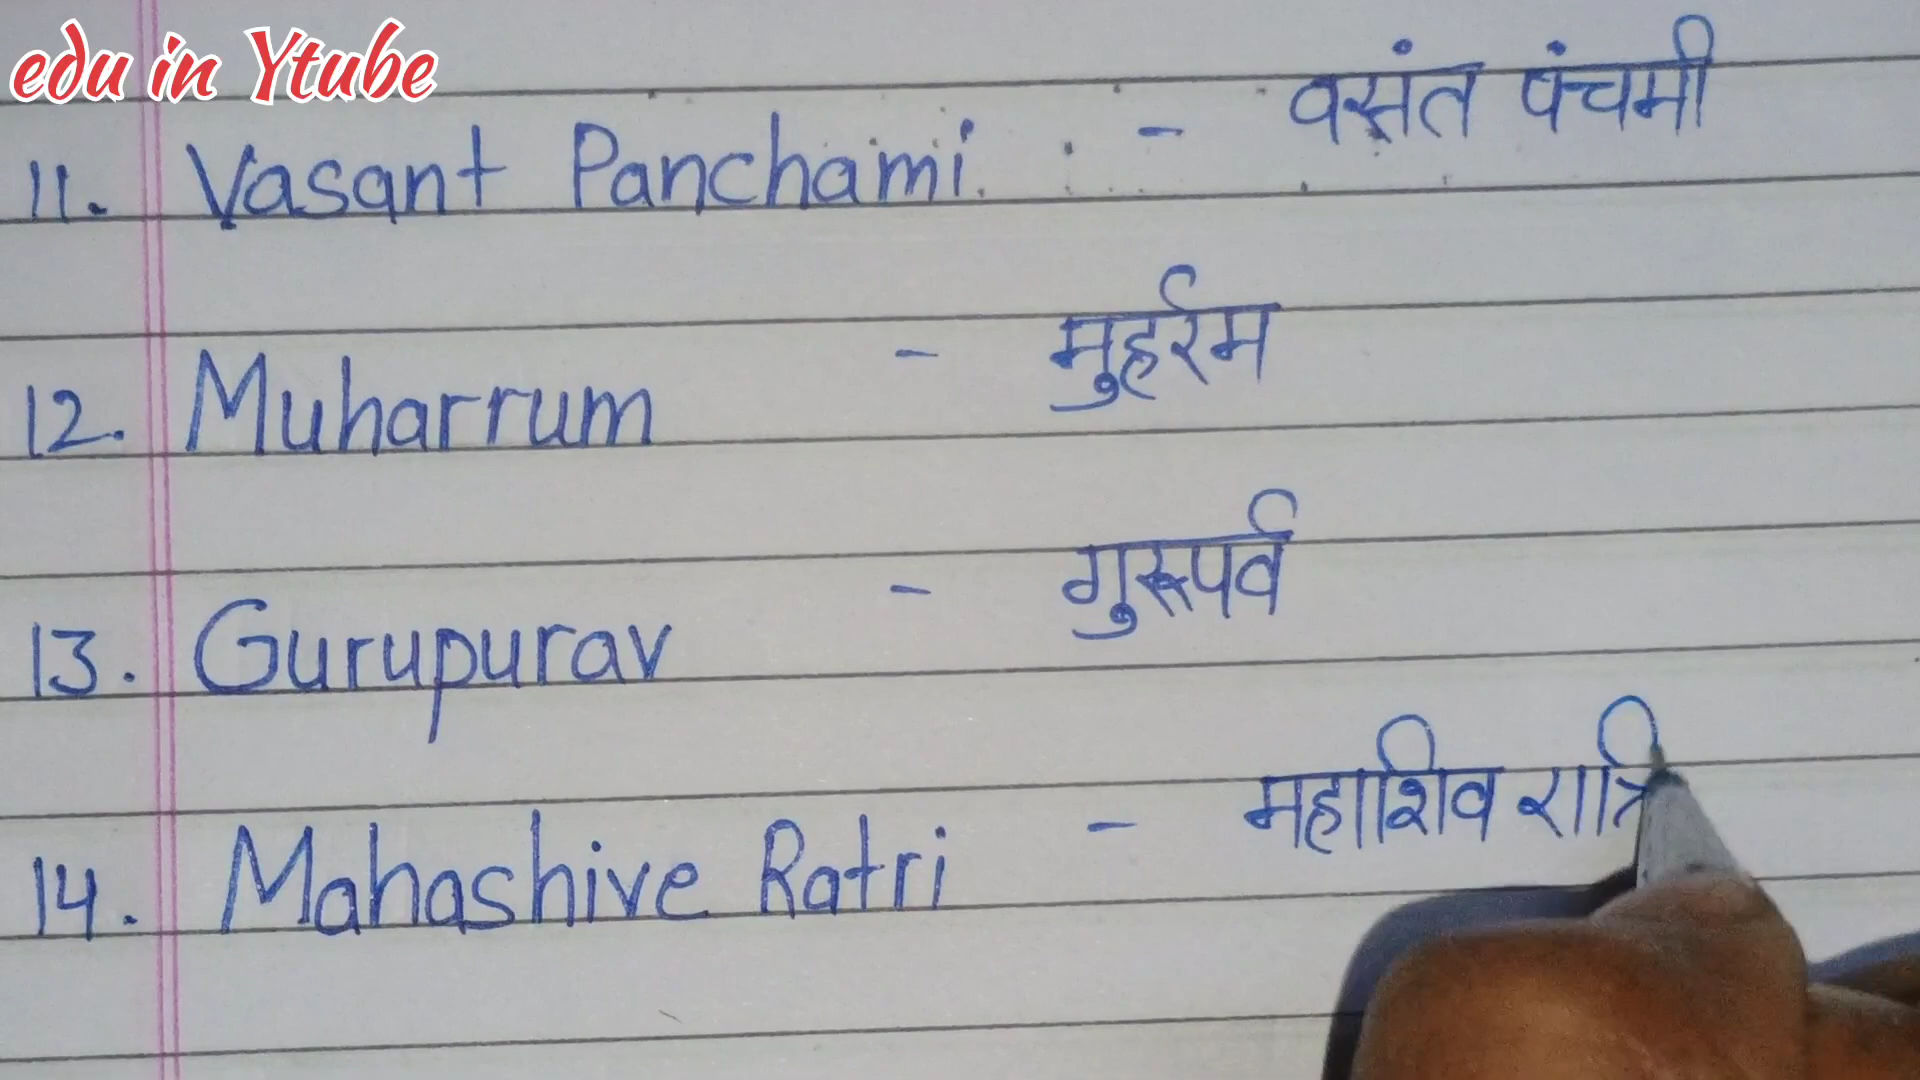 edu in Ytube
11. Vasant Panchami. - वसंत पंचमी
12. Muharrum - मुहर्रम
13. Gurupurav - गुरूपर्व
14. Mahashive Ratri - महाशिव रात्रि